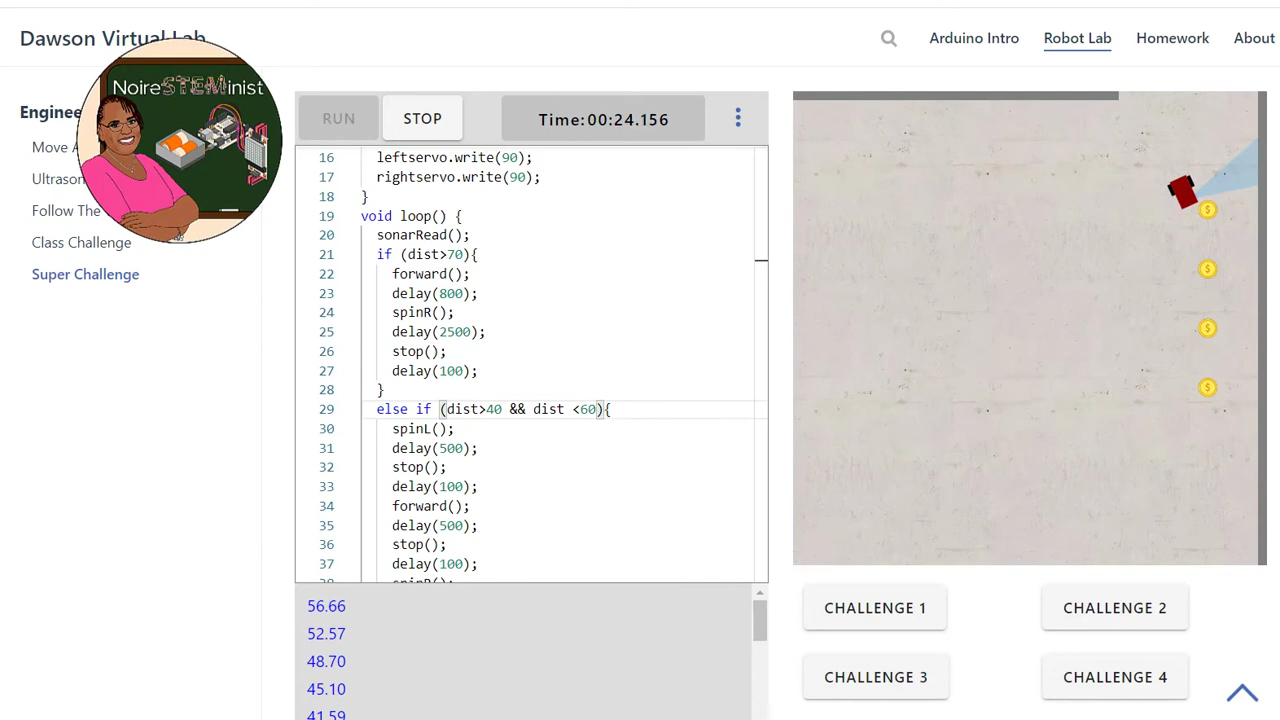 Dawson Virtual Lab
Arduino Intro
Robot Lab
Homework
About
NoireSTEMinist
Engine
Move A
Ultrason
Follow The
Class Challenge
Super Challenge
RUN
STOP
Time:00:24.156
16 leftservo.write(90);
17 rightservo.write(90);
18 }
19 void loop() {
20 sonarRead();
21 if (dist>70){
22 forward();
23 delay(800);
24 spinR();
25 delay(2500);
26 stop();
27 delay(100);
28 }
29 else if (dist>40 && dist <60){
30 spinL();
31 delay(500);
32 stop();
33 delay(100);
34 forward();
35 delay(500);
36 stop();
37 delay(100);
56.66
52.57
48.70
45.10
41.59
$
$
$
$
CHALLENGE 1
CHALLENGE 2
CHALLENGE 3
CHALLENGE 4